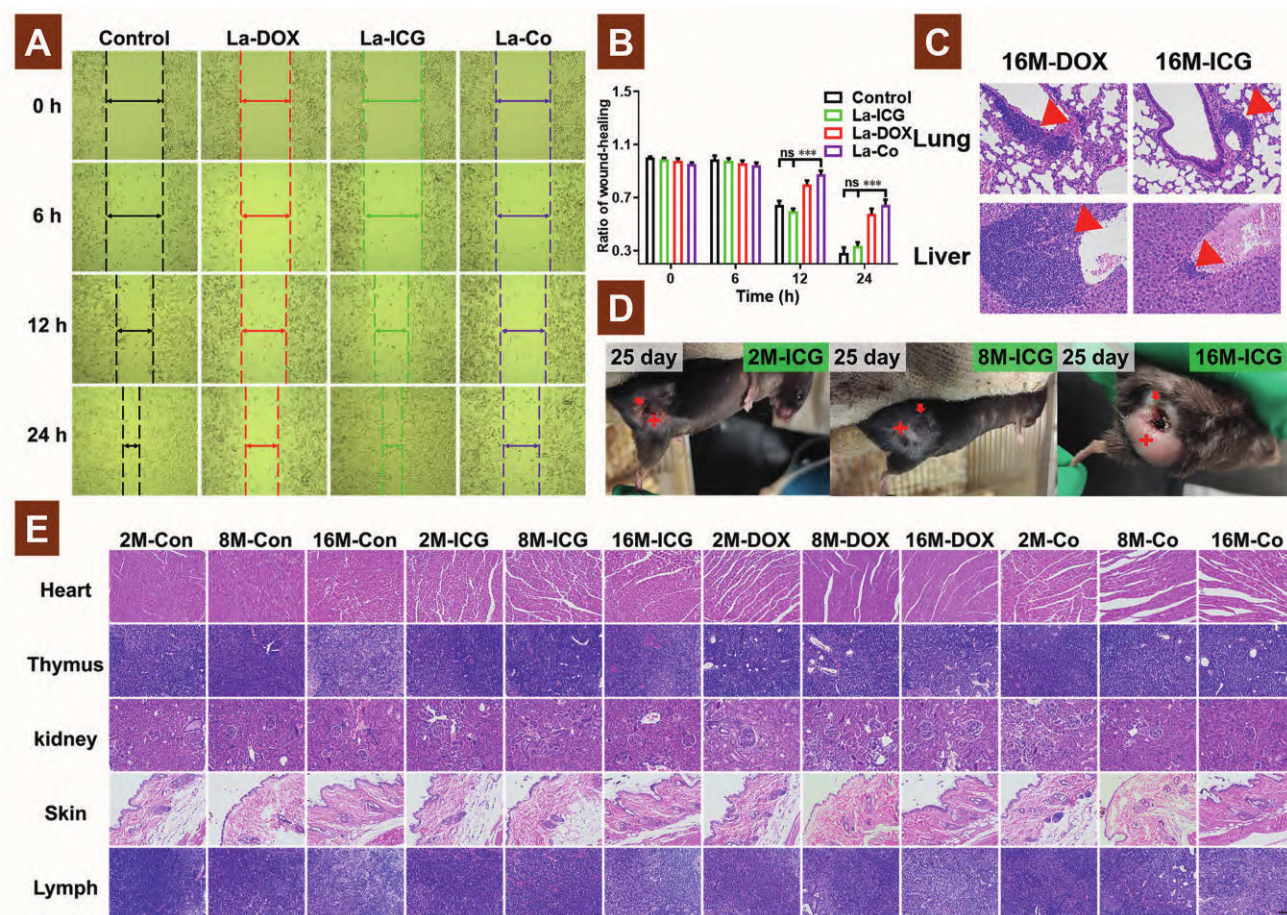 A
Control La-DOX La-ICG La-Co
0 h
6 h
12 h
24 h
B
Ratio of wound-healing
1.5
1.1
0.7
0.3
Control
La-ICG
La-DOX
La-Co
ns ***
ns ***
0 6 12 24
Time (h)
C
16M-DOX 16M-ICG
Lung
Liver
D
25 day 2M-ICG
25 day 8M-ICG
25 day 16M-ICG
E
2M-Con 8M-Con 16M-Con 2M-ICG 8M-ICG 16M-ICG 2M-DOX 8M-DOX 16M-DOX 2M-Co 8M-Co 16M-Co
Heart
Thymus
kidney
Skin
Lymph